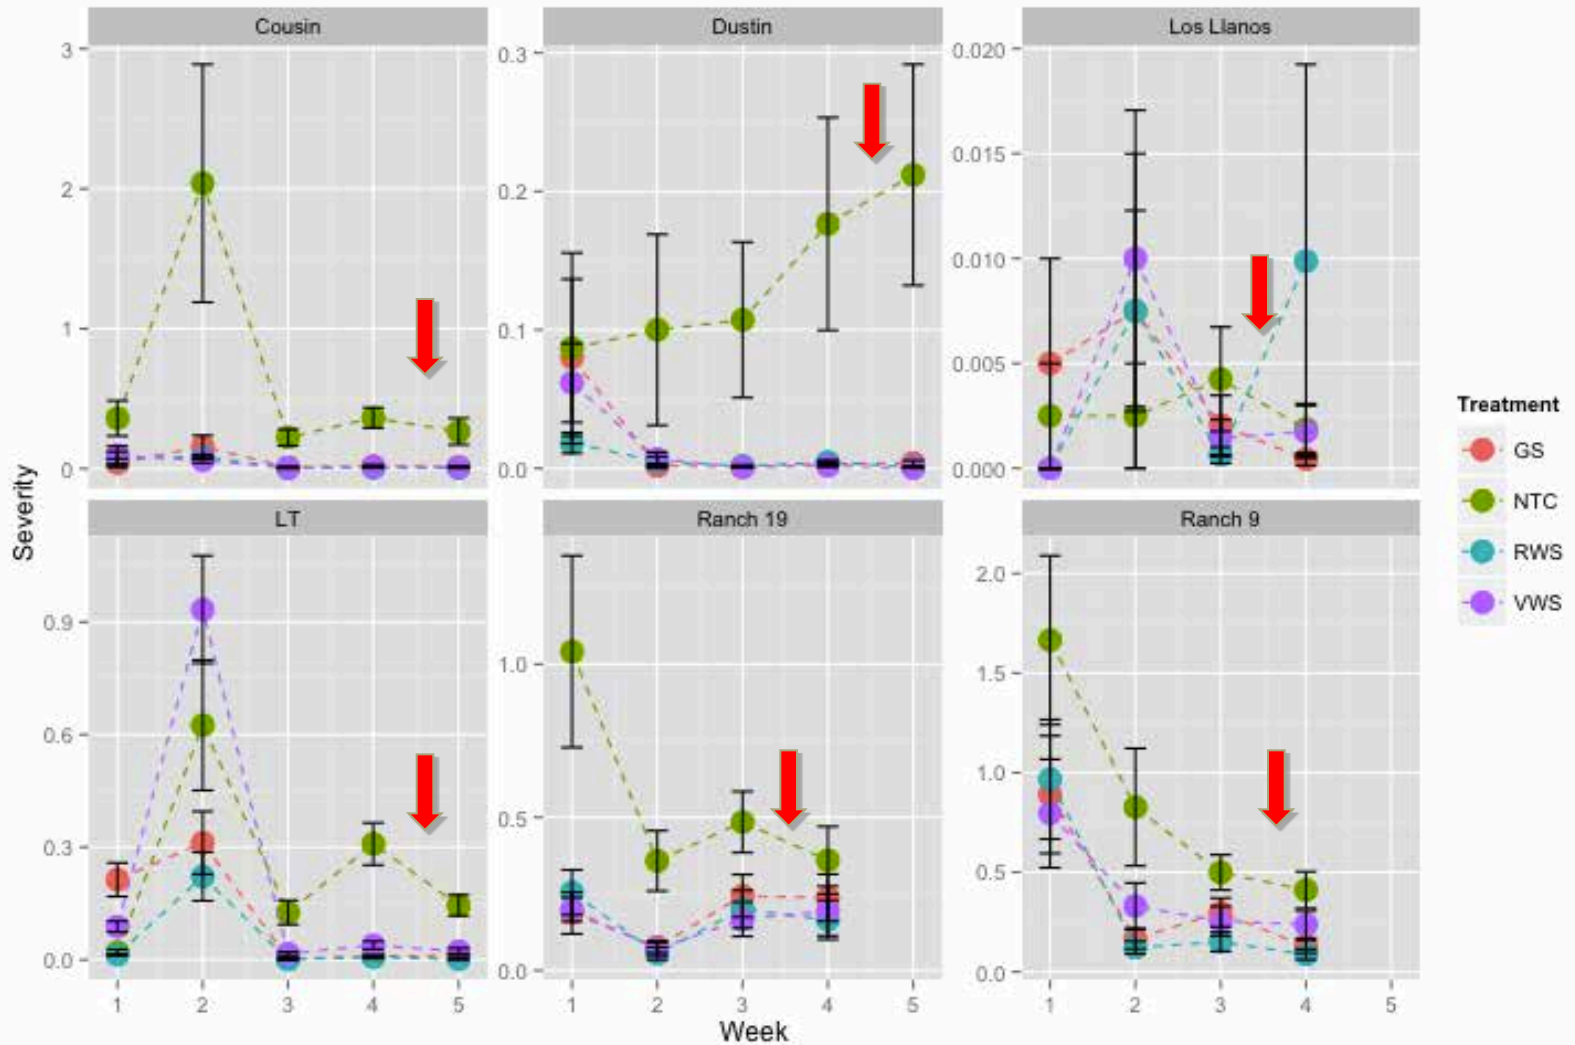 Cousin
Dustin
Los Llanos
3
2
1
0
0.3
0.2
0.1
0.0
0.020
0.015
0.010
0.005
0.000
Severity
LT
Ranch 19
Ranch 9
0.9
0.6
0.3
0.0
1.0
0.5
0.0
2.0
1.5
1.0
0.5
0.0
1 2 3 4 5
1 2 3 4 5
1 2 3 4 5
Week
Treatment
GS
NTC
RWS
VWS